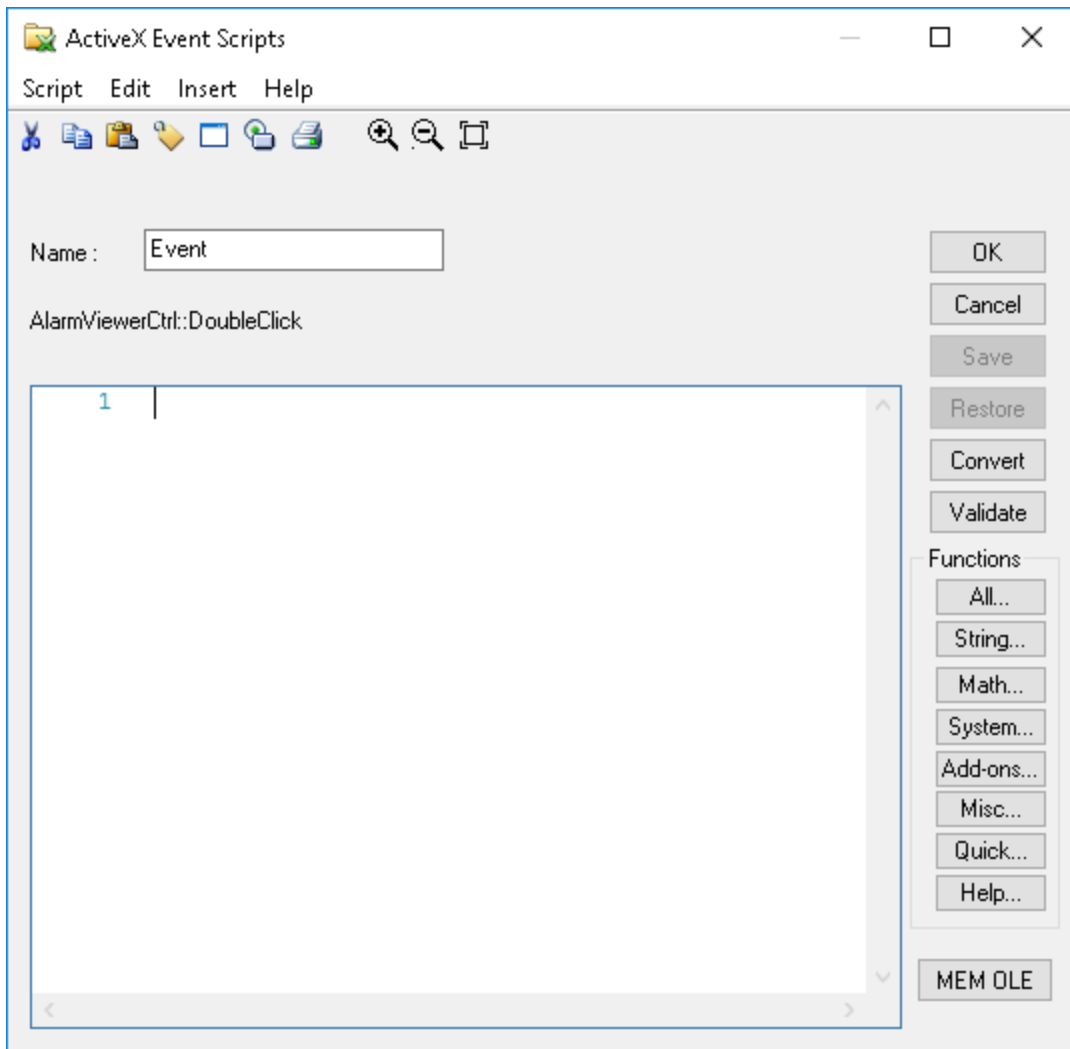 ActiveX Event Scripts
Script Edit Insert Help
Name : Event
AlarmViewerCtrl::DoubleClick
1
OK
Cancel
Save
Restore
Convert
Validate
Functions
All...
String...
Math...
System...
Add-ons...
Misc...
Quick...
Help...
MEM OLE